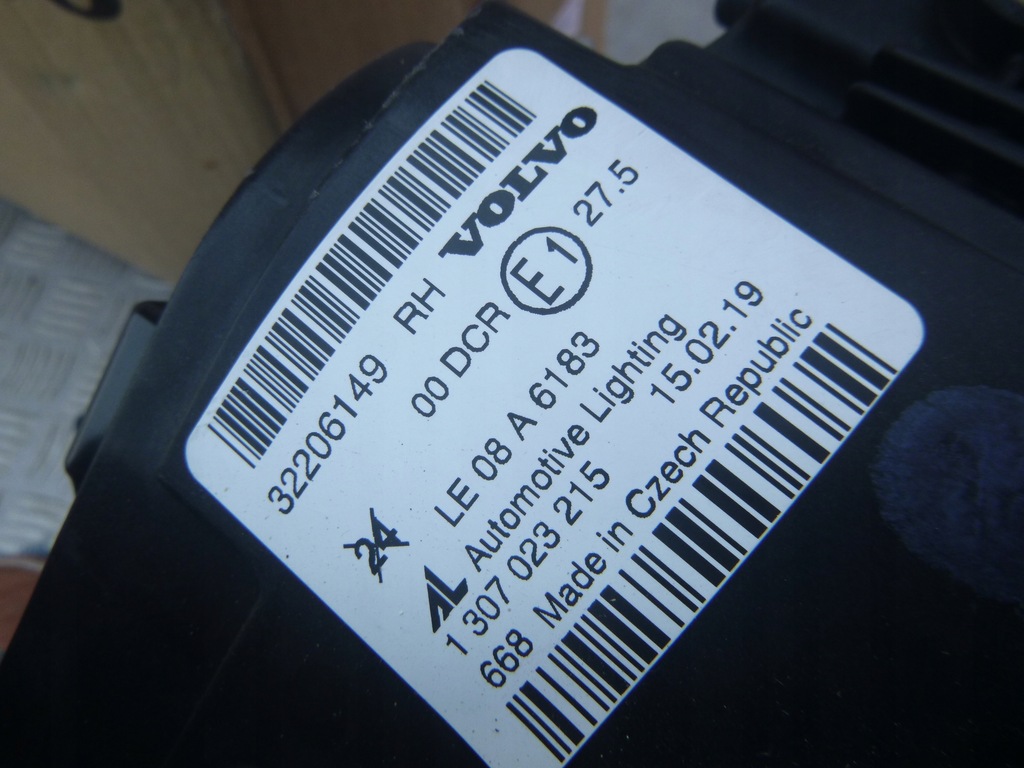 32206149 RH VOLVO
00 DCR E1 27.5
LE 08 A 6183
24
AL Automotive Lighting
1 307 023 215 15.02.19
668 Made in Czech Republic